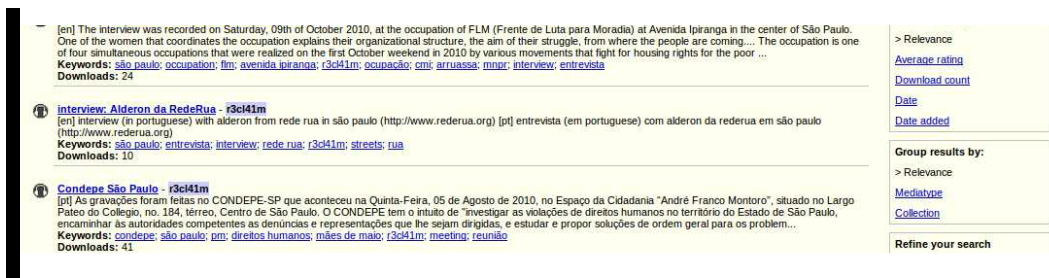 [en] The interview was recorded on Saturday, 09th of October 2010, at the occupation of FLM (Frente de Luta para Moradia) at Avenida Ipiranga in the center of São Paulo.
One of the women that coordinates the occupation explains their organizational structure, the aim of their struggle, from where the people are coming.... The occupation is one
of four simultaneous occupations that were realized on the first October weekend in 2010 by various movements that fight for housing rights for the poor ...
Keywords: são paulo; occupation; flm; avenida ipiranga; r3cl41m; ocupação; cmi; arruassa; mnpr; interview; entrevista
Downloads: 24
interview: Alderon da RedeRua - r3cl41m
[en] interview (in portuguese) with alderon from rede rua in são paulo (http://www.rederua.org) [pt] entrevista (em portuguese) com alderon da rederua em são paulo
(http://www.rederua.org)
Keywords: são paulo; entrevista; interview; rede rua; r3cl41m; streets; rua
Downloads: 10
Condepe São Paulo - r3cl41m
[pt] As gravações foram feitas no CONDEPE-SP que aconteceu na Quinta-Feira, 05 de Agosto de 2010, no Espaço da Cidadania "André Franco Montoro", situado no Largo
Pateo do Collegio, no. 184, térreo, Centro de São Paulo. O CONDEPE tem o intuito de "investigar as violações de direitos humanos no território do Estado de São Paulo,
encaminhar às autoridades competentes as denúncias e representações que lhe sejam dirigidas, e estudar e propor soluções de ordem geral para os problem...
Keywords: condepe; são paulo; pm; direitos humanos; mães de maio; r3cl41m; meeting; reunião
Downloads: 41
> Relevance
Average rating
Download count
Date
Date added
Group results by:
> Relevance
Mediatype
Collection
Refine your search